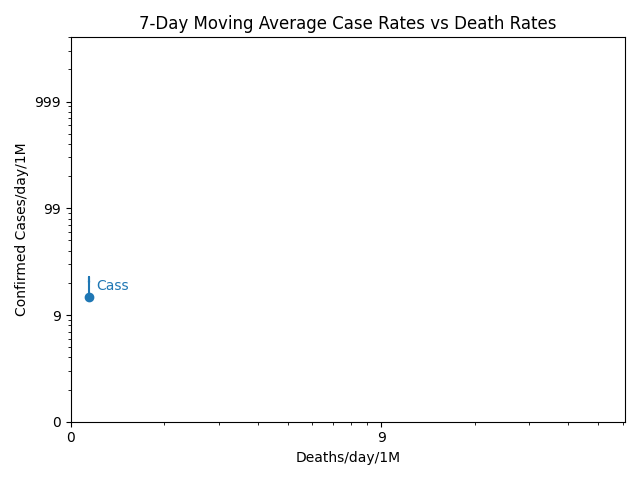 7-Day Moving Average Case Rates vs Death Rates
Confirmed Cases/day/1M
999
99
9
0
Cass
0
9
Deaths/day/1M